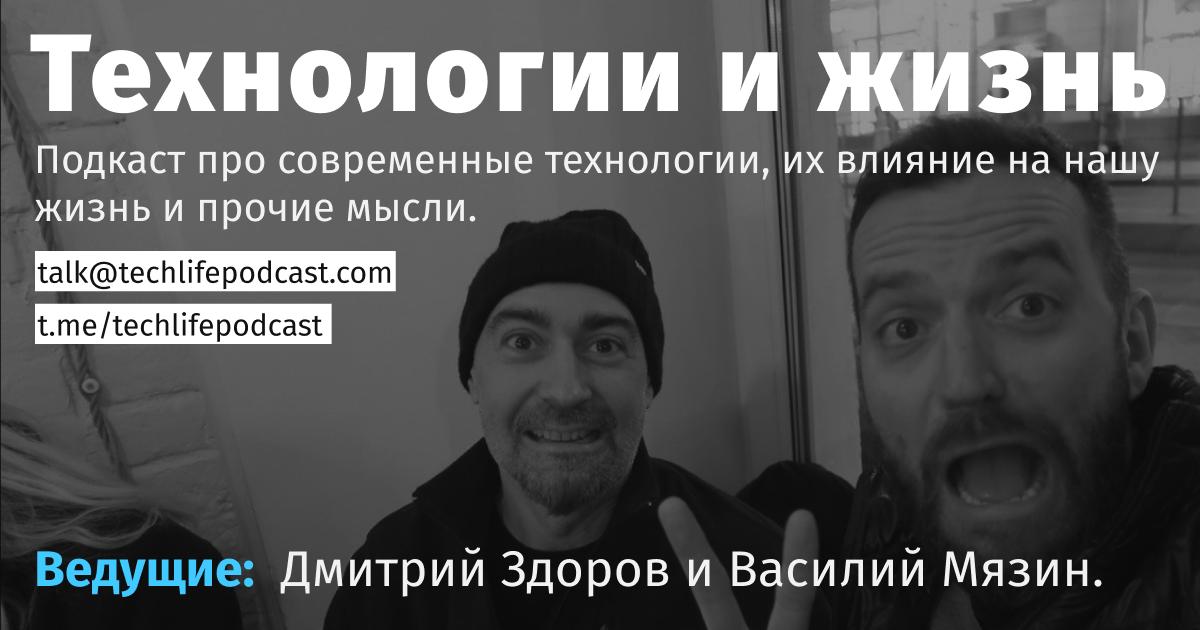 Технологии и жизнь
Подкаст про современные технологии, их влияние на нашу
жизнь и прочие мысли.
talk@techlifepodcast.com
t.me/techlifepodcast
Ведущие: Дмитрий Здоров и Василий Мязин.